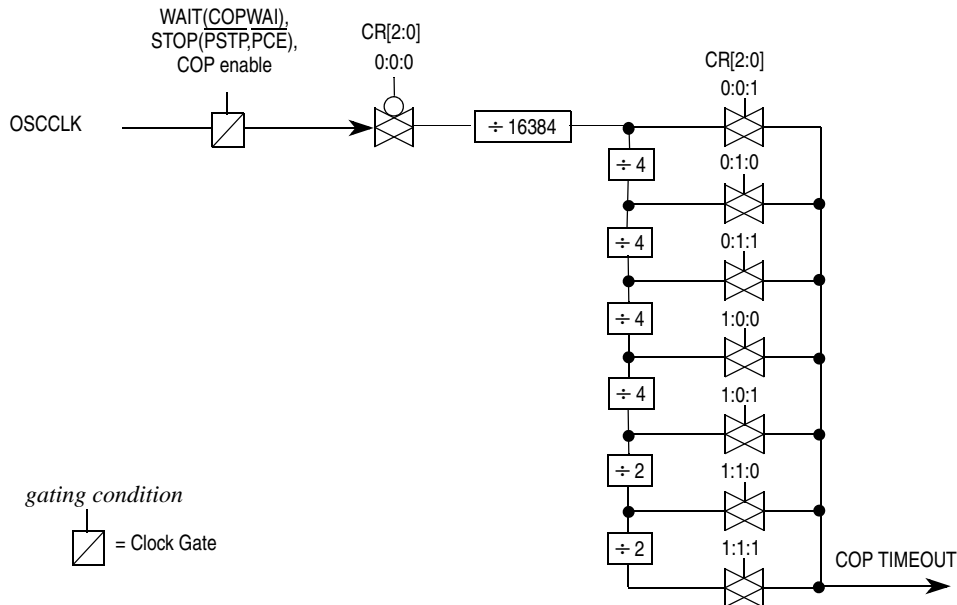 WAIT(COPWAI),
STOP(PSTP,PCE),
COP enable
CR[2:0]
0:0:0
OSCCLK
÷ 16384
CR[2:0]
0:0:1
÷ 4
0:1:0
÷ 4
0:1:1
÷ 4
1:0:0
÷ 4
1:0:1
÷ 2
1:1:0
÷ 2
1:1:1
gating condition
= Clock Gate
COP TIMEOUT